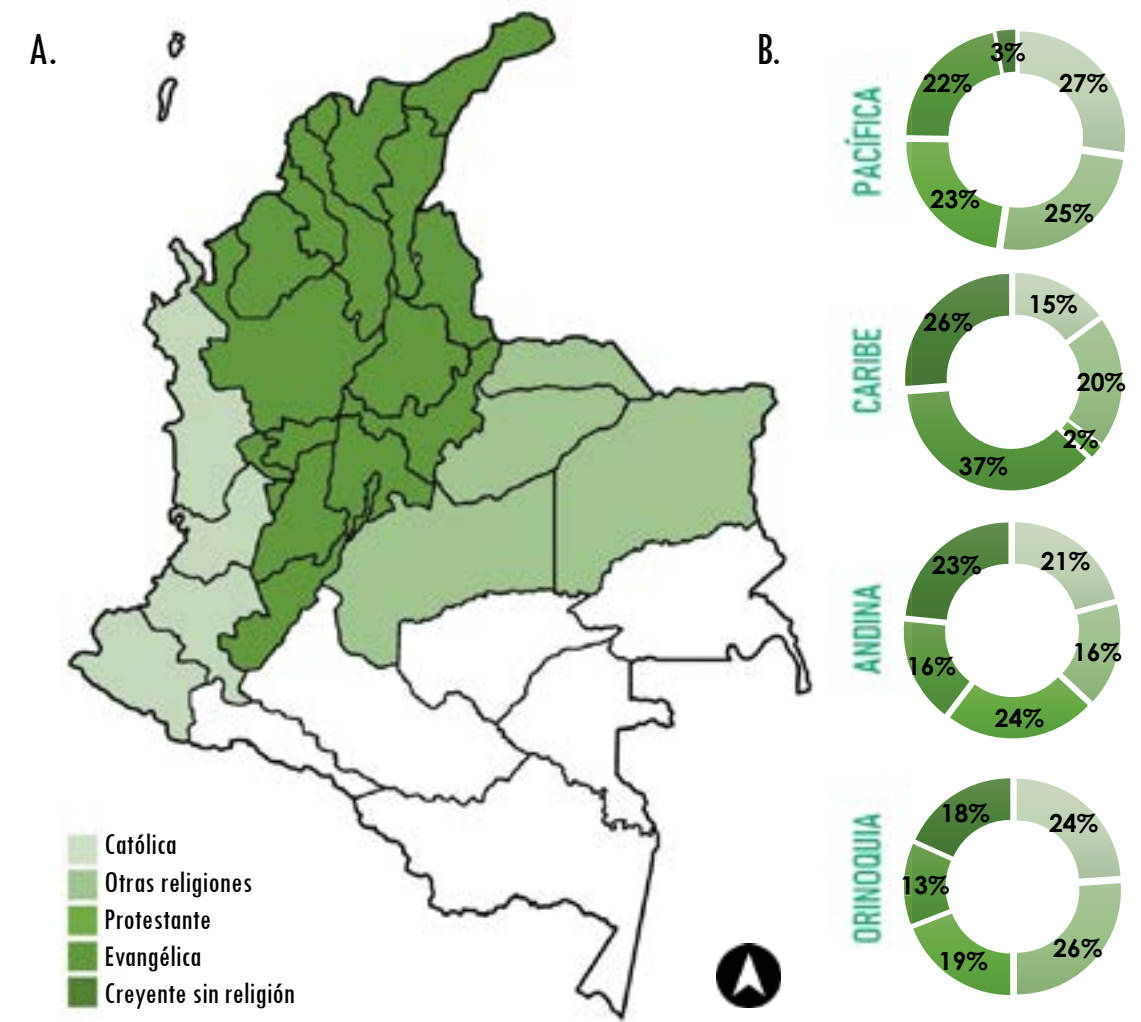 A.
Católica
Otras religiones
Protestante
Evangélica
Creyente sin religión
B.
PACÍFICA
3%
27%
22%
23%
25%
CARIBE
15%
26%
20%
2%
37%
ANDINA
21%
23%
16%
16%
24%
ORINOQUIA
18%
24%
13%
19%
26%